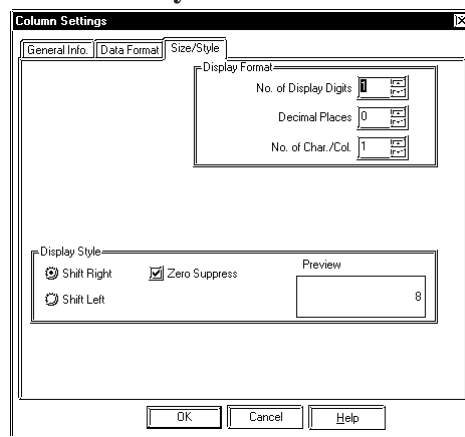 Column Settings
General Info. Data Format Size/Style
Display Format
No. of Display Digits 1
Decimal Places 0
No. of Char./Col. 1
Display Style
Shift Right Zero Suppress Preview
8
Shift Left
OK Cancel Help